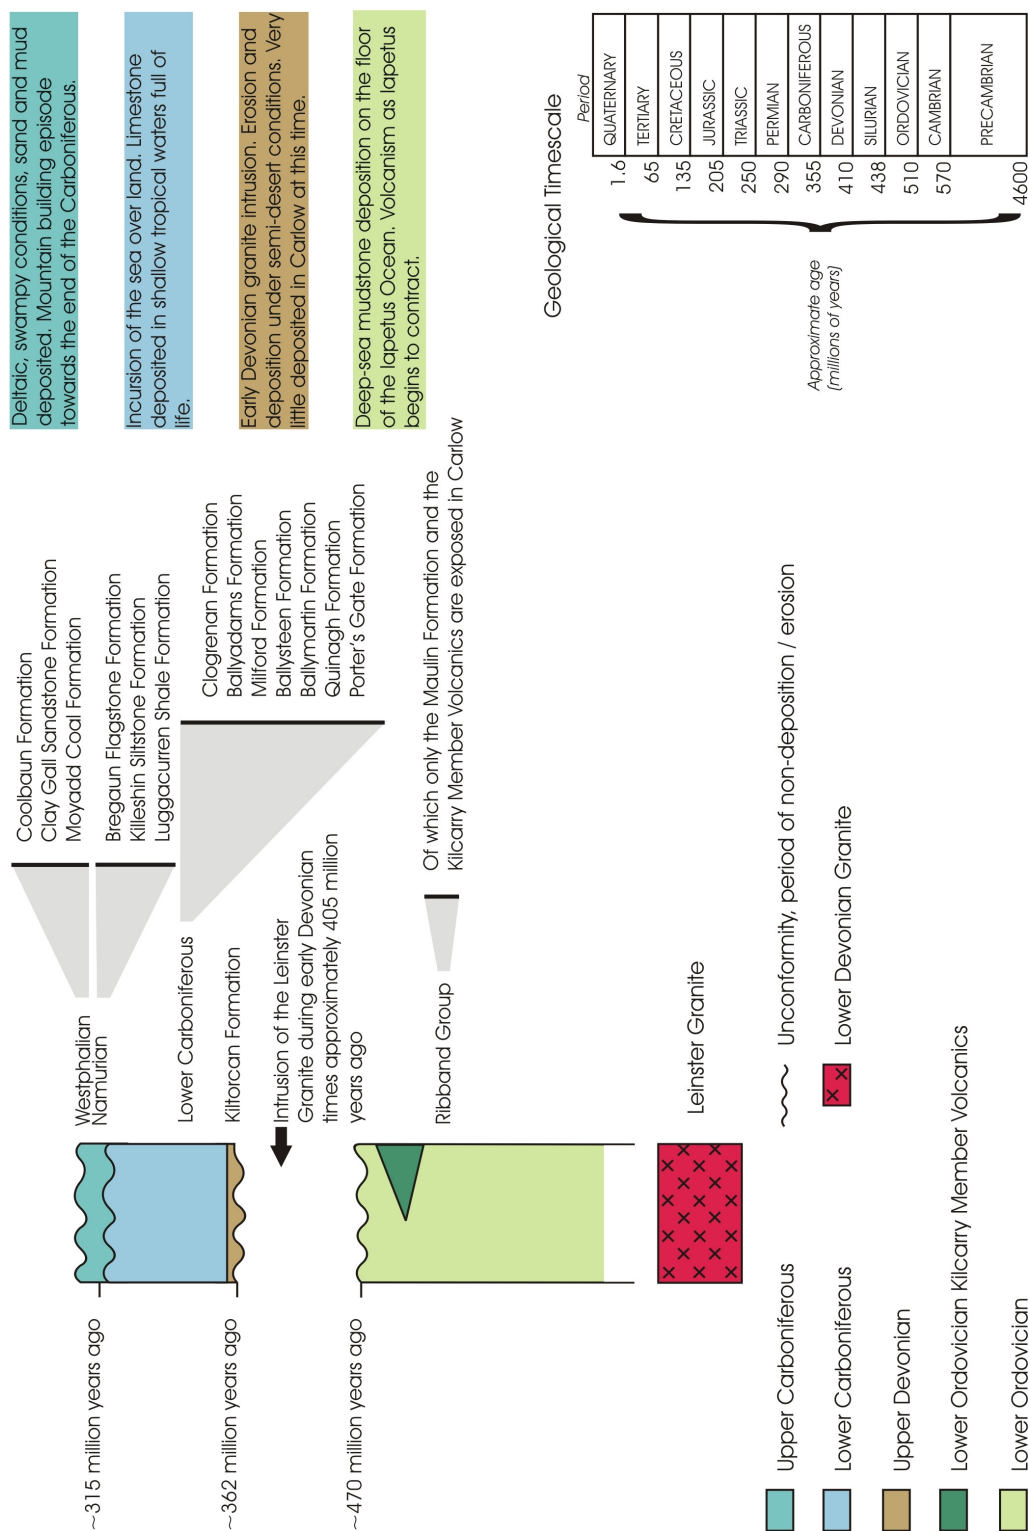 ~315 million years ago
~362 million years ago
~470 million years ago
Westphalian
Namurian
Lower Carboniferous
Kiltorcan Formation
Intrusion of the Leinster
Granite during early Devonian
times approximately 405 million
years ago
Ribband Group
Leinster Granite
Coolbaun Formation
Clay Gall Sandstone Formation
Moyadd Coal Formation
Bregaun Flagstone Formation
Killeshin Siltstone Formation
Luggacurren Shale Formation
Clogrenan Formation
Ballyadams Formation
Milford Formation
Ballysteen Formation
Ballymartin Formation
Quinagh Formation
Porter's Gate Formation
Of which only the Maulin Formation and the
Kilcarry Member Volcanics are exposed in Carlow
Deltaic, swampy conditions, sand and mud
deposited. Mountain building episode
towards the end of the Carboniferous.
Incursion of the sea over land. Limestone
deposited in shallow tropical waters full of
life.
Early Devonian granite intrusion. Erosion and
deposition under semi-desert conditions. Very
little deposited in Carlow at this time.
Deep-sea mudstone deposition on the floor
of the Iapetus Ocean. Volcanism as Iapetus
begins to contract.
Upper Carboniferous
Lower Carboniferous
Upper Devonian
Lower Ordovician Kilcarry Member Volcanics
Lower Ordovician
Unconformity, period of non-deposition / erosion
Lower Devonian Granite
Geological Timescale
Period
QUATERNARY
1.6
TERTIARY
65
CRETACEOUS
135
JURASSIC
205
TRIASSIC
250
PERMIAN
290
CARBONIFEROUS
355
DEVONIAN
410
SILURIAN
438
ORDOVICIAN
510
CAMBRIAN
570
PRECAMBRIAN
4600
Approximate age
(millions of years)